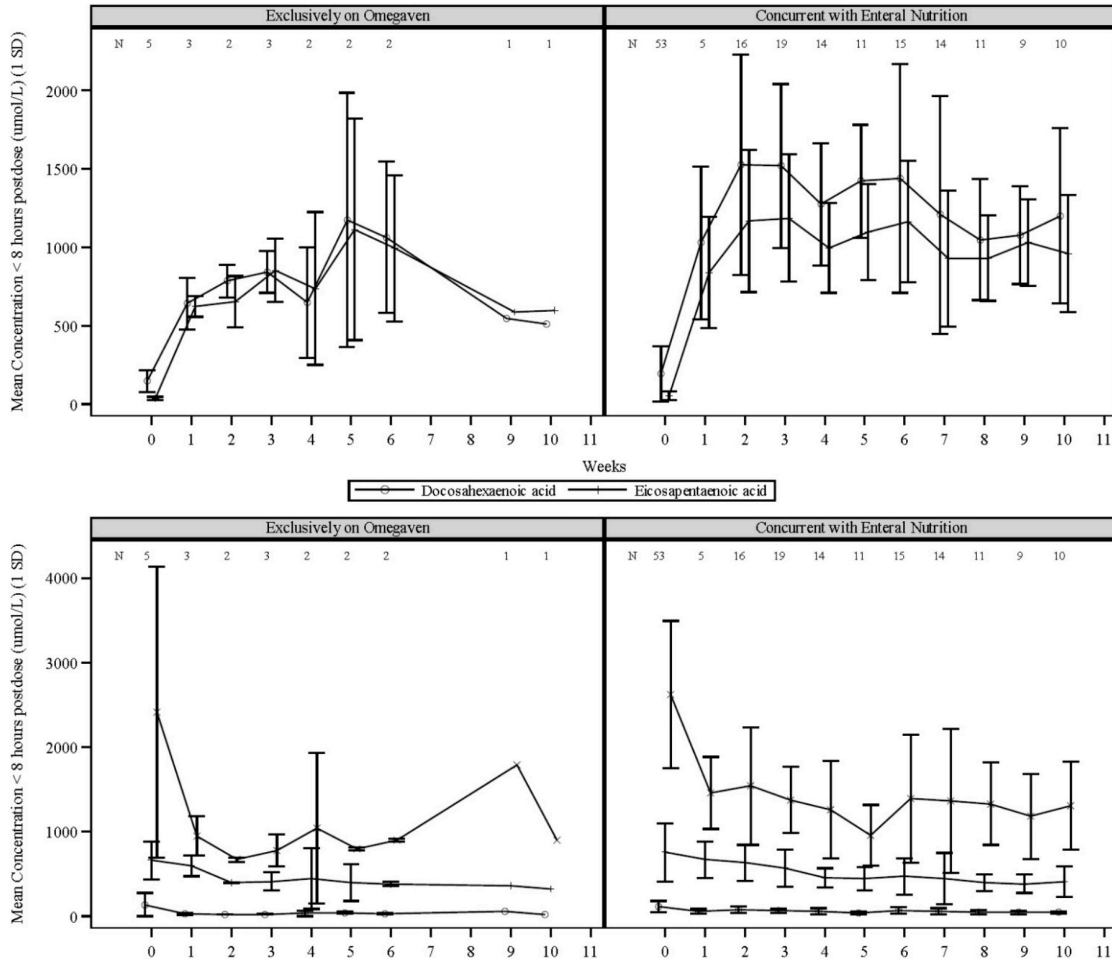 Exclusively on Omegaven
Concurrent with Enteral Nutrition
N 5 3 2 3 2 2 2 1 1
N 53 5 16 19 14 11 15 14 11 9 10
Mean Concentration < 8 hours postdose (umol/L) (1 SD)
2000
1500
1000
500
0
0 1 2 3 4 5 6 7 8 9 10 11
0 1 2 3 4 5 6 7 8 9 10 11
Weeks
Docosahexaenoic acid Eicosapentaenoic acid
Exclusively on Omegaven
Concurrent with Enteral Nutrition
N 5 3 2 3 2 2 2 1 1
N 53 5 16 19 14 11 15 14 11 9 10
Mean Concentration < 8 hours postdose (umol/L) (1 SD)
4000
3000
2000
1000
0
0 1 2 3 4 5 6 7 8 9 10 11
0 1 2 3 4 5 6 7 8 9 10 11